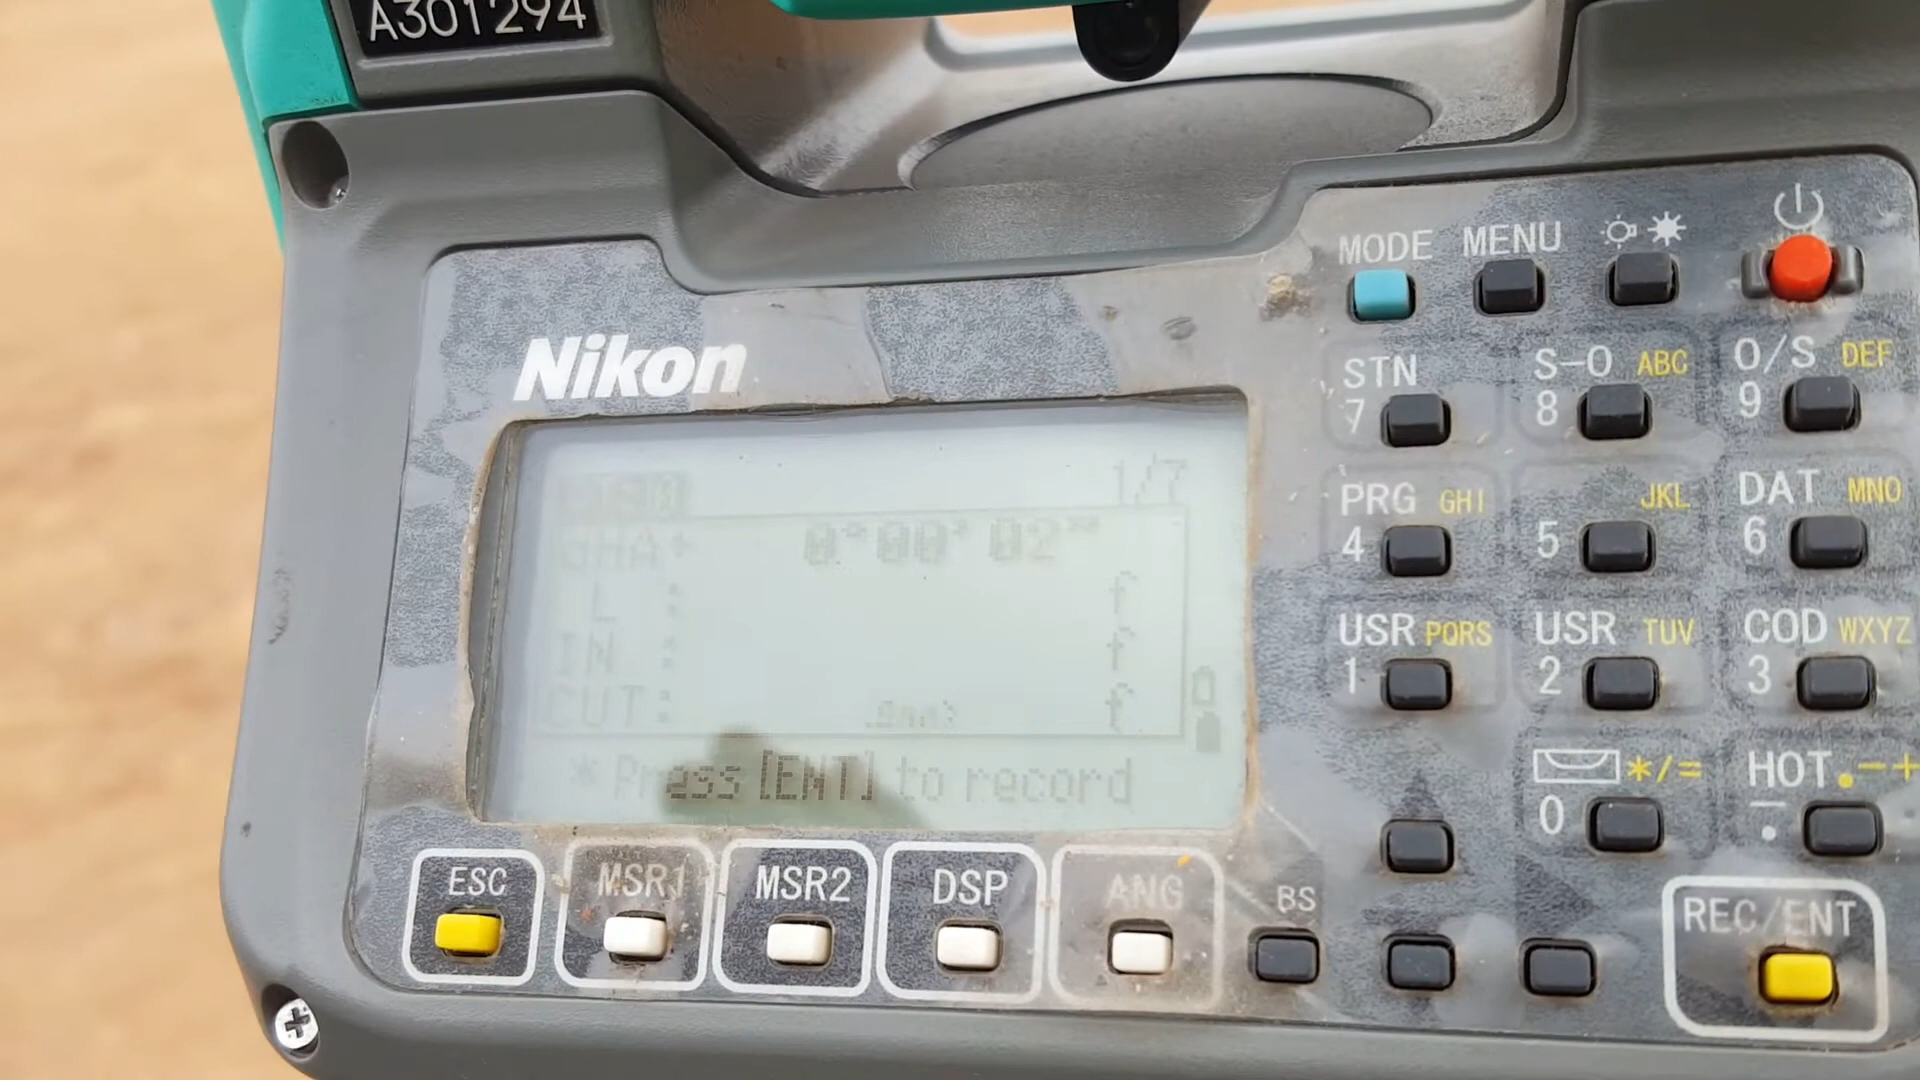 A301294
MODE MENU
Nikon
STN S-O ABC O/S DEF
7 8 9
1/7
dHA→ 0°00'02"
L : f
IN : f
CUT: f
* Press [ENT] to record
PRG GHI JKL DAT MNO
4 5 6
USR PQRS USR TUV COD WXYZ
1 2 3
*/= HOT .-+
0 .
ESC MSR1 MSR2 DSP ANG BS REC/ENT